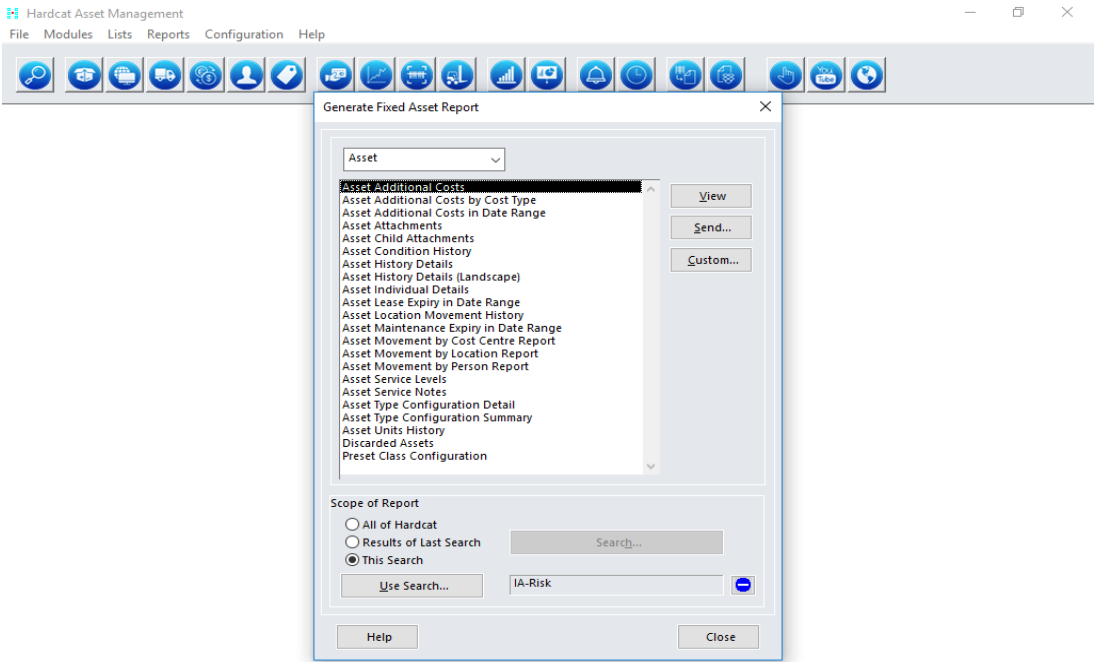 Hardcat Asset Management
File Modules Lists Reports Configuration Help
You
Tube
Generate Fixed Asset Report
Asset
Asset Additional Costs
Asset Additional Costs by Cost Type
Asset Additional Costs in Date Range
Asset Attachments
Asset Child Attachments
Asset Condition History
Asset History Details
Asset History Details (Landscape)
Asset Individual Details
Asset Lease Expiry in Date Range
Asset Location Movement History
Asset Maintenance Expiry in Date Range
Asset Movement by Cost Centre Report
Asset Movement by Location Report
Asset Movement by Person Report
Asset Service Levels
Asset Service Notes
Asset Type Configuration Detail
Asset Type Configuration Summary
Asset Units History
Discarded Assets
Preset Class Configuration
View
Send...
Custom...
Scope of Report
All of Hardcat
Results of Last Search
Search...
This Search
Use Search...
IA-Risk
Help
Close